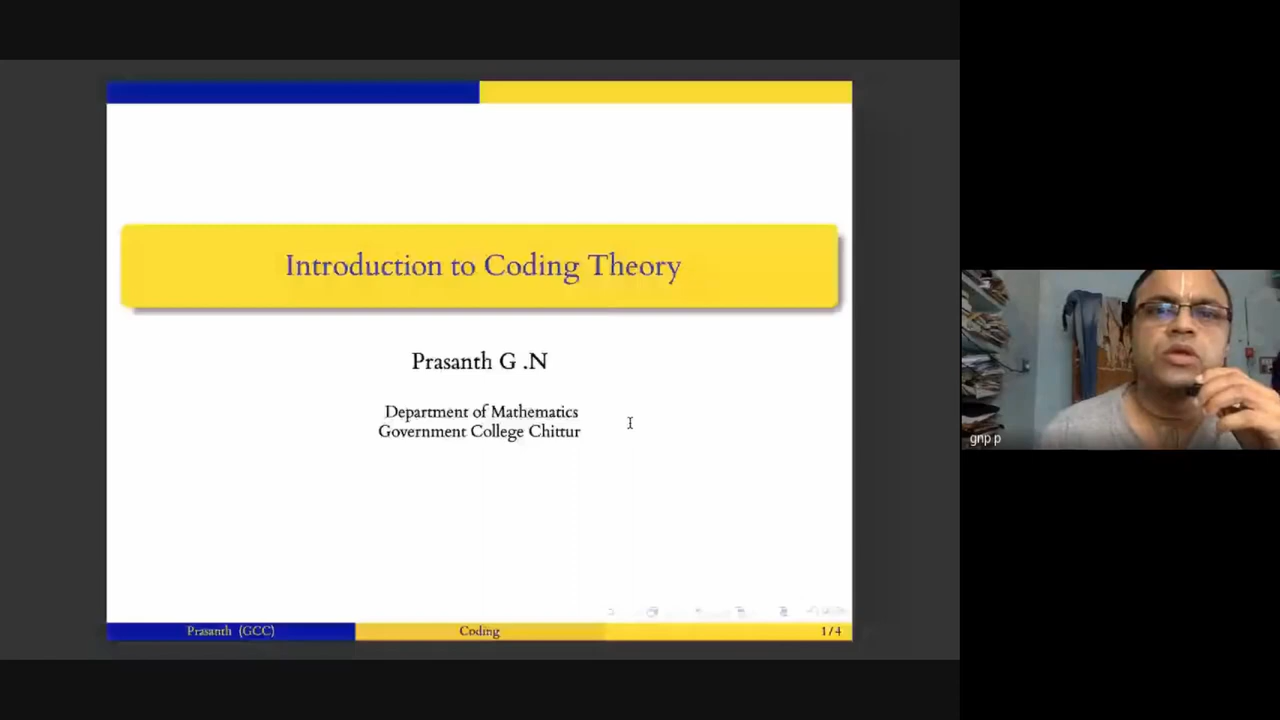 Introduction to Coding Theory
Prasanth G .N
Department of Mathematics
Government College Chittur
Prasanth (GCC)
Coding
1 / 4
gnp p